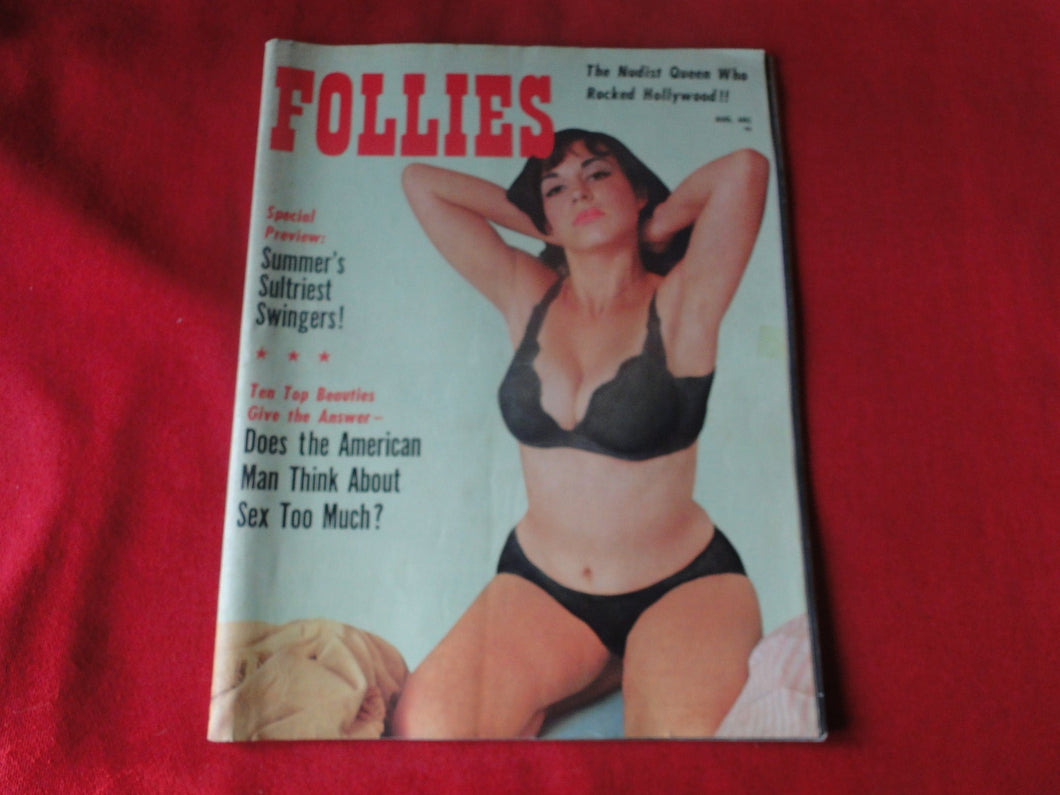 FOLLIES
The Nudist Queen Who
Rocked Hollywood!!
AUG.
Special
Preview:
Summer's
Sultriest
Swingers!
★ ★ ★
Ten Top Beauties
Give the Answer—
Does the American
Man Think About
Sex Too Much?